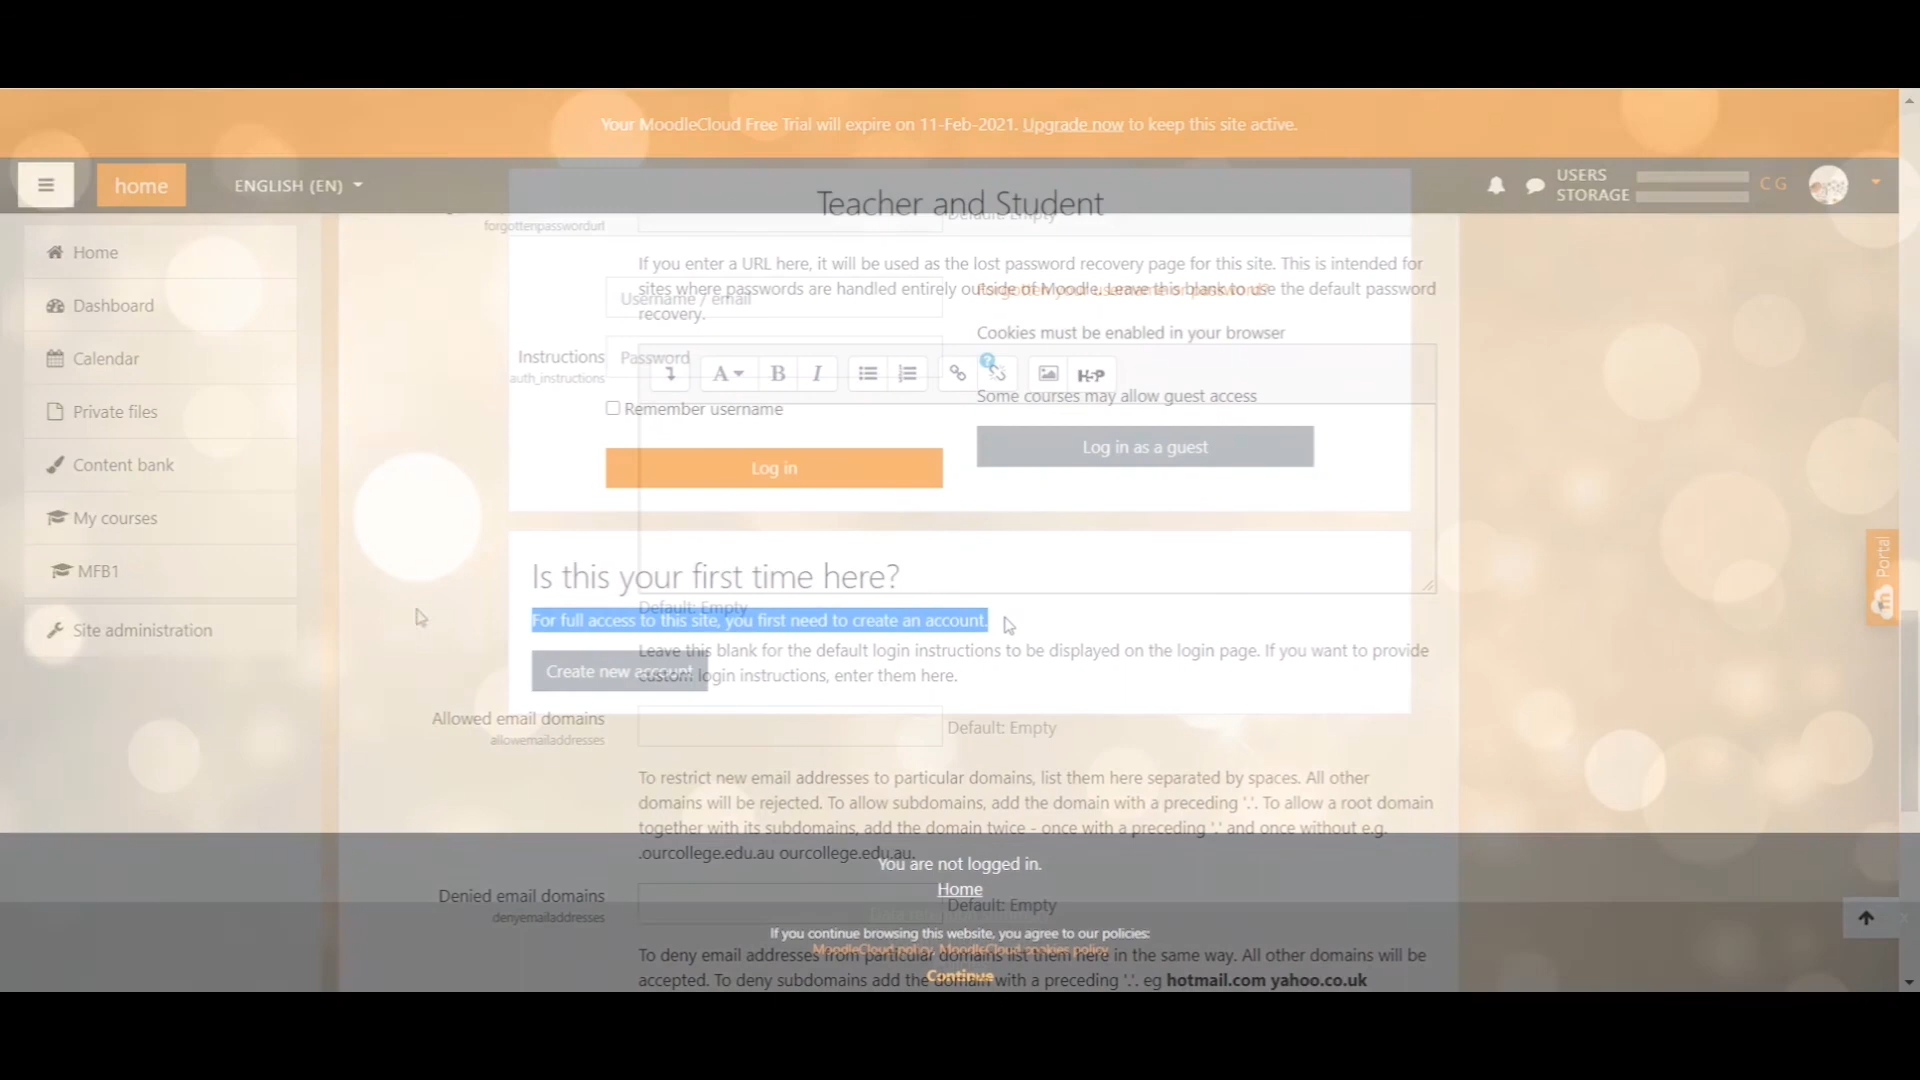 Your MoodleCloud Free Trial will expire on 11-Feb-2021. Upgrade now to keep this site active.
home
ENGLISH (EN)
USERS
STORAGE
C G
Teacher and Student
Default: Empty
forgottenpasswordurl
Home
Dashboard
Calendar
Private files
Content bank
My courses
MFB1
Site administration
If you enter a URL here, it will be used as the lost password recovery page for this site. This is intended for
sites where passwords are handled entirely outside of Moodle. Leave this blank to use the default password
recovery.
Username / email
Forgotten your username or password?
Cookies must be enabled in your browser
Instructions
auth_instructions
Password
A
B
I
H-P
Some courses may allow guest access
Remember username
Log in
Log in as a guest
Is this your first time here?
Default: Empty
For full access to this site, you first need to create an account.
Leave this blank for the default login instructions to be displayed on the login page. If you want to provide
custom login instructions, enter them here.
Create new account
Portal
Allowed email domains
allowemailaddresses
Default: Empty
To restrict new email addresses to particular domains, list them here separated by spaces. All other
domains will be rejected. To allow subdomains, add the domain with a preceding '.'. To allow a root domain
together with its subdomains, add the domain twice - once with a preceding '.' and once without e.g.
.ourcollege.edu.au ourcollege.edu.au.
You are not logged in.
Home
Denied email domains
denyemailaddresses
Default: Empty
If you continue browsing this website, you agree to our policies:
MoodleCloud policy, MoodleCloud cookies policy
To deny email addresses from particular domains list them here in the same way. All other domains will be
accepted. To deny subdomains add the domain with a preceding '.'. eg hotmail.com yahoo.co.uk
Continue